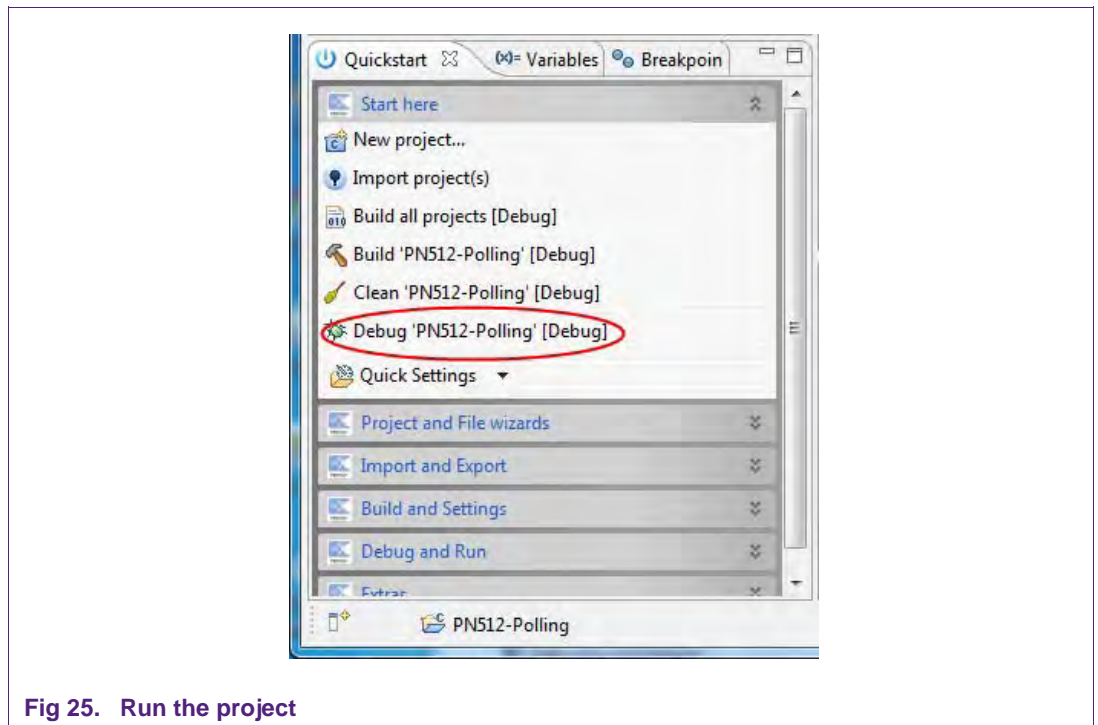 Quickstart (x)= Variables Breakpoin
Start here
New project...
Import project(s)
Build all projects [Debug]
Build 'PN512-Polling' [Debug]
Clean 'PN512-Polling' [Debug]
Debug 'PN512-Polling' [Debug]
Quick Settings
Project and File wizards
Import and Export
Build and Settings
Debug and Run
Extras
PN512-Polling
Fig 25. Run the project